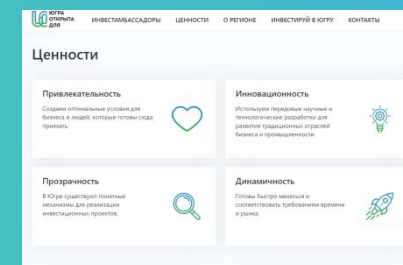 ЮГРА
ОТКРЫТА
ДЛЯ
ИНВЕСТАМБАССАДОРЫ ЦЕННОСТИ О РЕГИОНЕ ИНВЕСТИРУЙ В ЮГРУ КОНТАКТЫ
Ценности
Привлекательность
Создаем оптимальные условия для
бизнеса и людей, которые готовы сюда
приехать.
Инновационность
Используем передовые научные и
технологические разработки для
развития традиционных отраслей
бизнеса и промышленности.
Прозрачность
В Югре существуют понятные
механизмы для реализации
инвестиционных проектов.
Динамичность
Готовы быстро меняться и
соответствовать требованиям времени
и рынка.